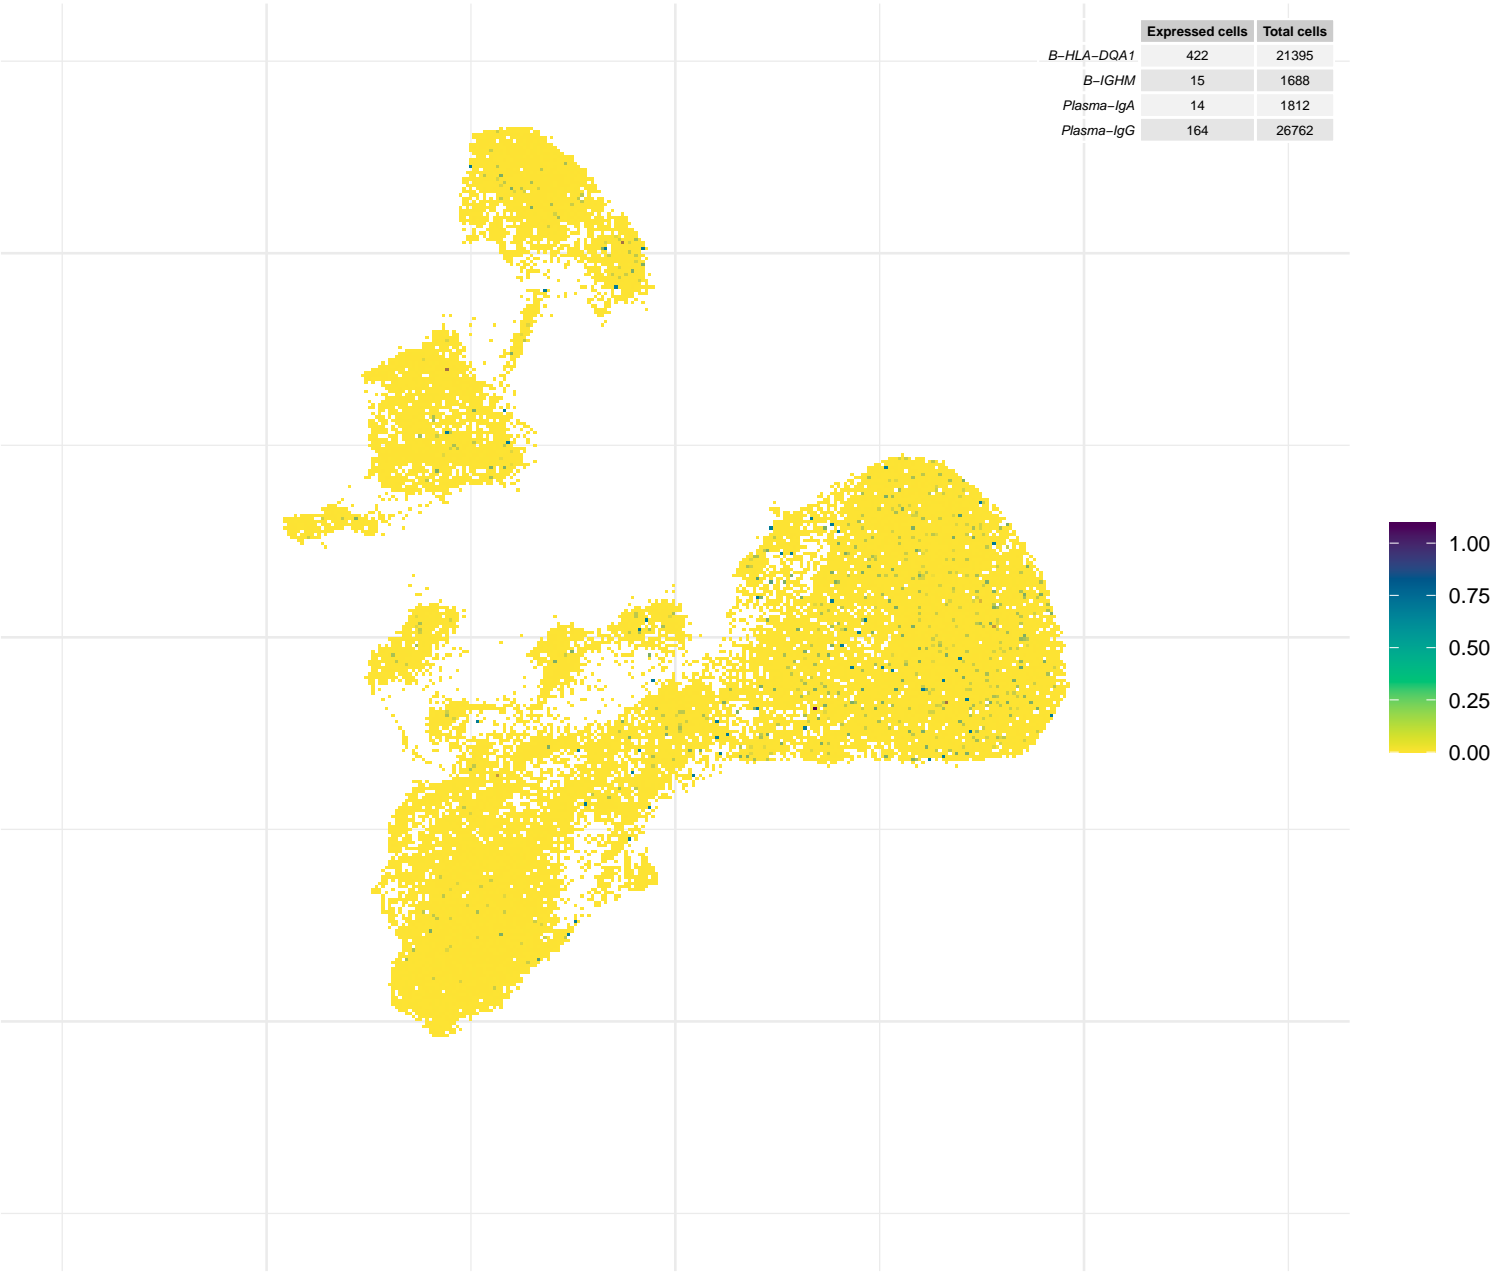 Expressed cells Total cells
B−HLA−DQA1 422 21395
B−IGHM 15 1688
Plasma−IgA 14 1812
Plasma−IgG 164 26762
1.00
0.75
0.50
0.25
0.00